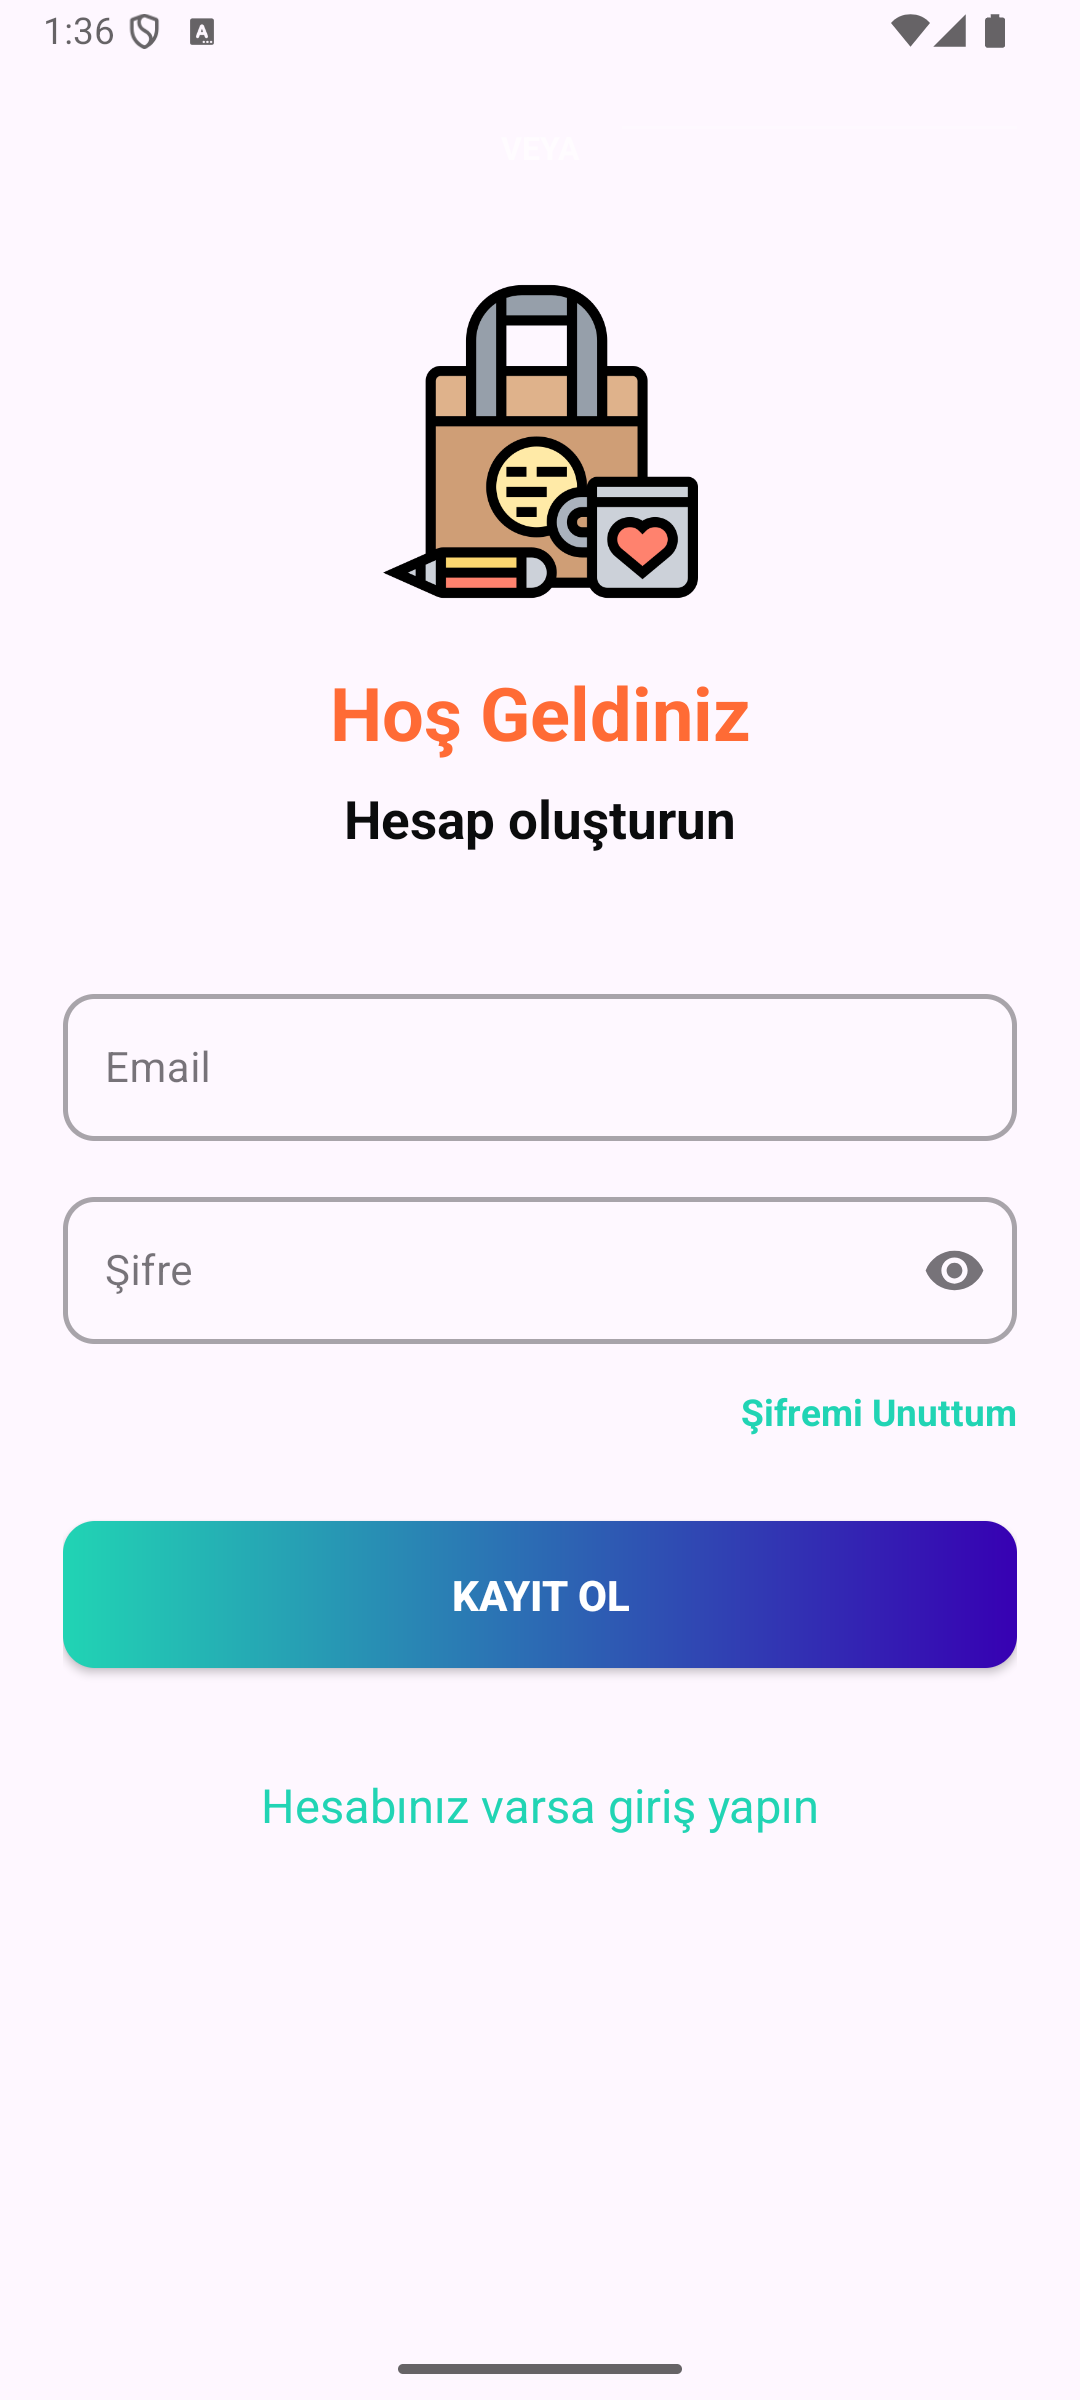 1:36
VEYA
Hoş Geldiniz
Hesap oluşturun
Email
Şifre
Şifremi Unuttum
KAYIT OL
Hesabınız varsa giriş yapın